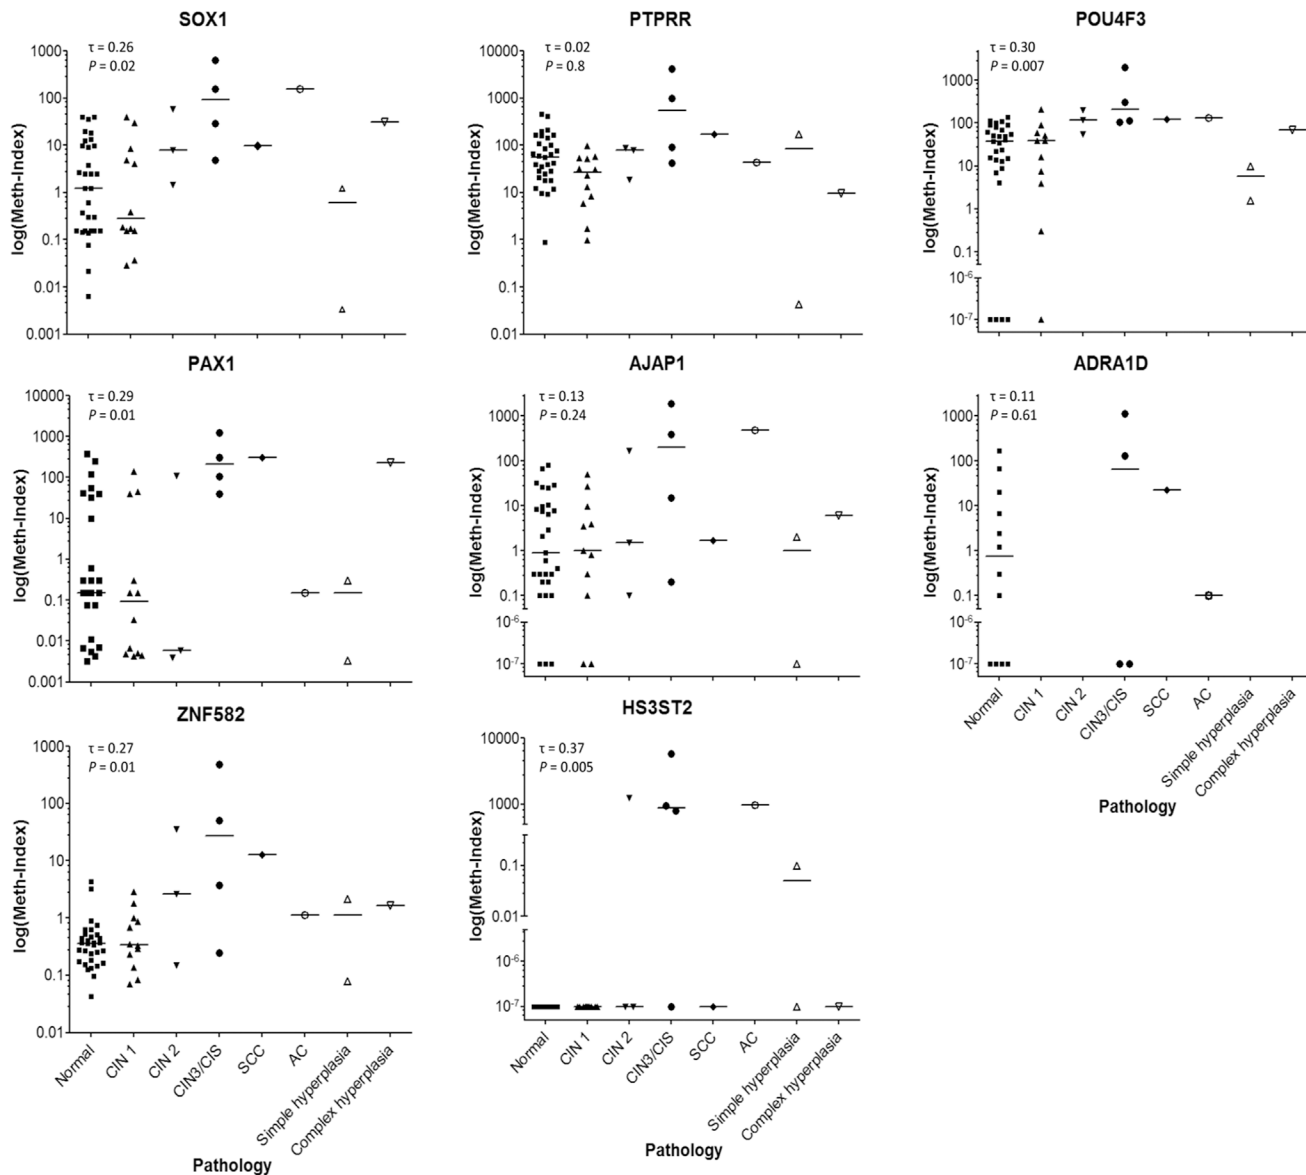 SOX1
τ = 0.26
P = 0.02
log(Meth-Index)
1000
100
10
1
0.1
0.01
0.001
PTPRR
τ = 0.02
P = 0.8
log(Meth-Index)
10000
1000
100
10
1
0.1
0.01
POU4F3
τ = 0.30
P = 0.007
log(Meth-Index)
1000
100
10
1
0.1
10-6
10-7
PAX1
τ = 0.29
P = 0.01
log(Meth-Index)
10000
1000
100
10
1
0.1
0.01
0.001
AJAP1
τ = 0.13
P = 0.24
log(Meth-Index)
1000
100
10
1
0.1
10-6
10-7
ADRA1D
τ = 0.11
P = 0.61
log(Meth-Index)
1000
100
10
1
0.1
10-6
10-7
Normal
CIN 1
CIN 2
CIN3/CIS
SCC
AC
Simple hyperplasia
Complex hyperplasia
Pathology
ZNF582
τ = 0.27
P = 0.01
log(Meth-Index)
1000
100
10
1
0.1
0.01
Normal
CIN 1
CIN 2
CIN3/CIS
SCC
AC
Simple hyperplasia
Complex hyperplasia
Pathology
HS3ST2
τ = 0.37
P = 0.005
log(Meth-Index)
10000
1000
0.1
0.01
10-6
10-7
Normal
CIN 1
CIN 2
CIN3/CIS
SCC
AC
Simple hyperplasia
Complex hyperplasia
Pathology